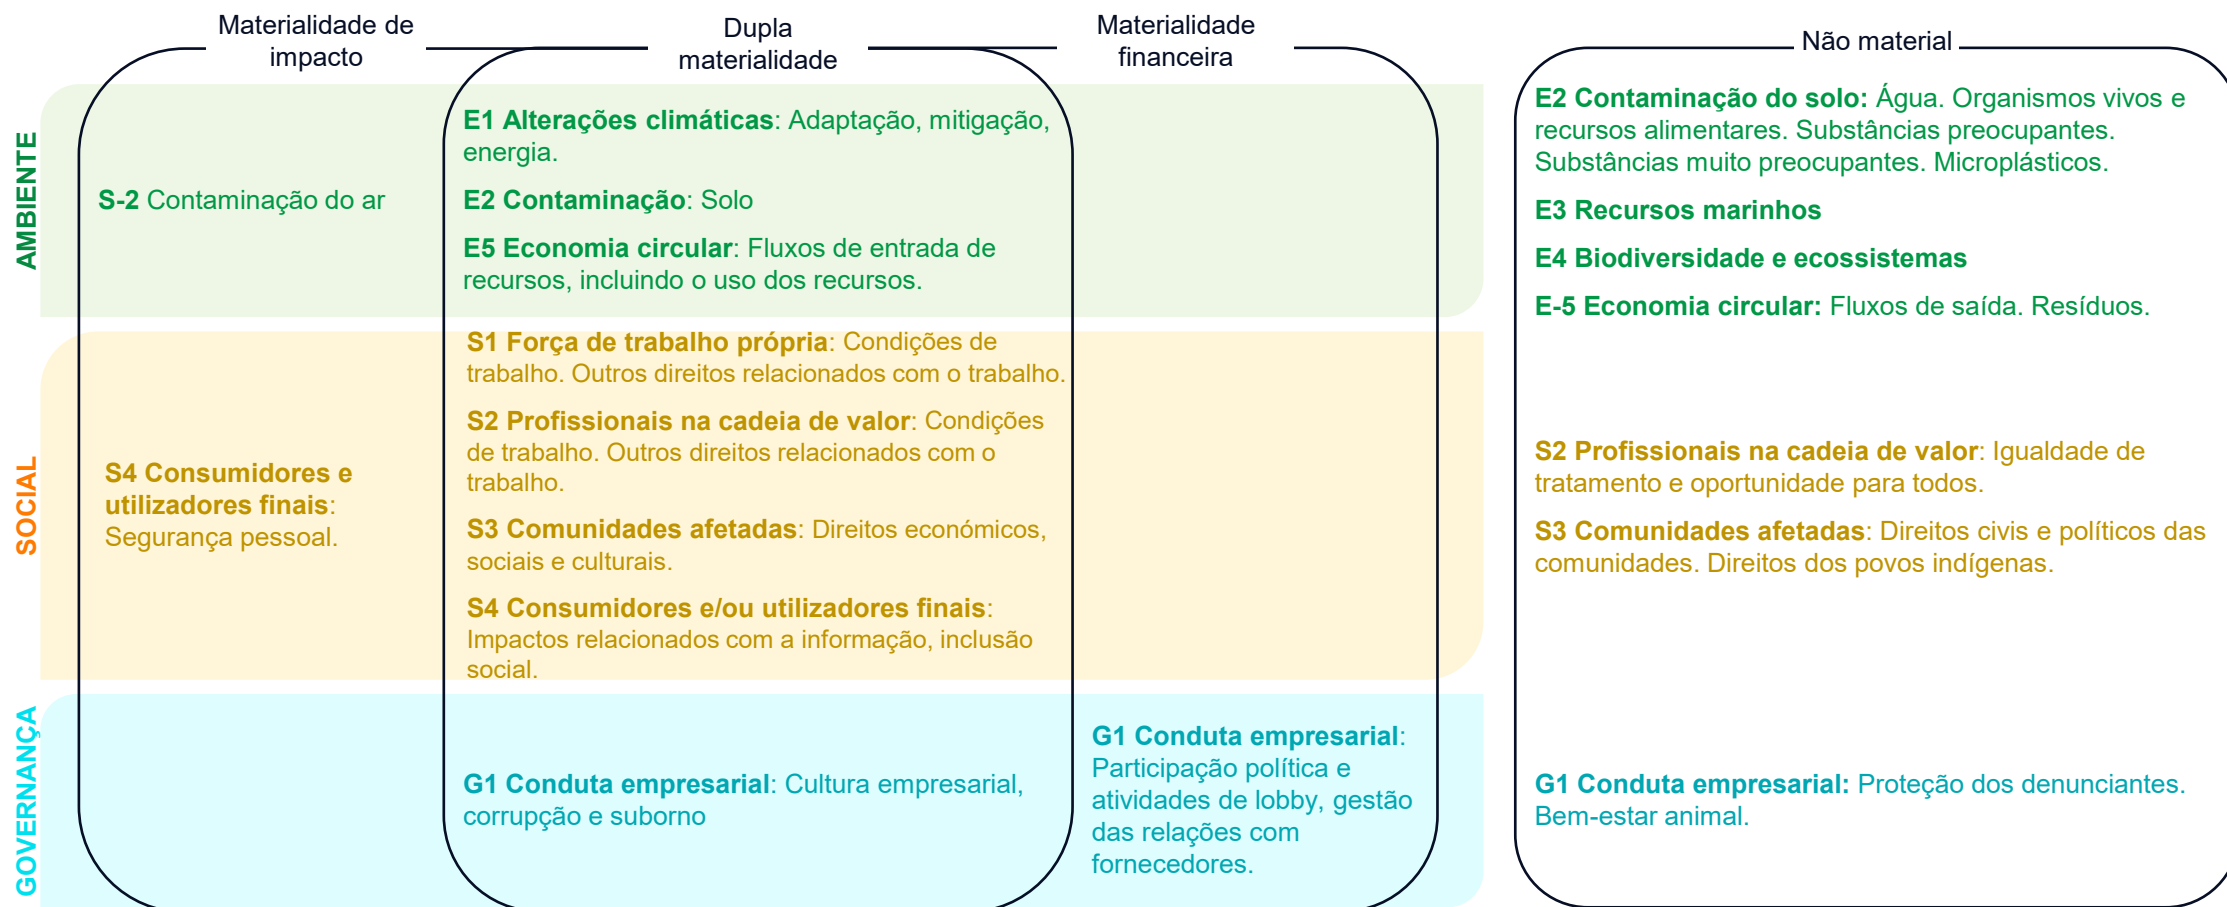 Materialidade de
impacto
Dupla
materialidade
Materialidade
financeira
Não material
AMBIENTE
S-2 Contaminação do ar
E1 Alterações climáticas: Adaptação, mitigação,
energia.
E2 Contaminação: Solo
E5 Economia circular: Fluxos de entrada de
recursos, incluindo o uso dos recursos.
E2 Contaminação do solo: Água. Organismos vivos e
recursos alimentares. Substâncias preocupantes.
Substâncias muito preocupantes. Microplásticos.
E3 Recursos marinhos
E4 Biodiversidade e ecossistemas
E-5 Economia circular: Fluxos de saída. Resíduos.
SOCIAL
S4 Consumidores e
utilizadores finais:
Segurança pessoal.
S1 Força de trabalho própria: Condições de
trabalho. Outros direitos relacionados com o trabalho.
S2 Profissionais na cadeia de valor: Condições
de trabalho. Outros direitos relacionados com o
trabalho.
S3 Comunidades afetadas: Direitos económicos,
sociais e culturais.
S4 Consumidores e/ou utilizadores finais:
Impactos relacionados com a informação, inclusão
social.
S2 Profissionais na cadeia de valor: Igualdade de
tratamento e oportunidade para todos.
S3 Comunidades afetadas: Direitos civis e políticos das
comunidades. Direitos dos povos indígenas.
GOVERNANÇA
G1 Conduta empresarial: Cultura empresarial,
corrupção e suborno
G1 Conduta empresarial:
Participação política e
atividades de lobby, gestão
das relações com
fornecedores.
G1 Conduta empresarial: Proteção dos denunciantes.
Bem-estar animal.